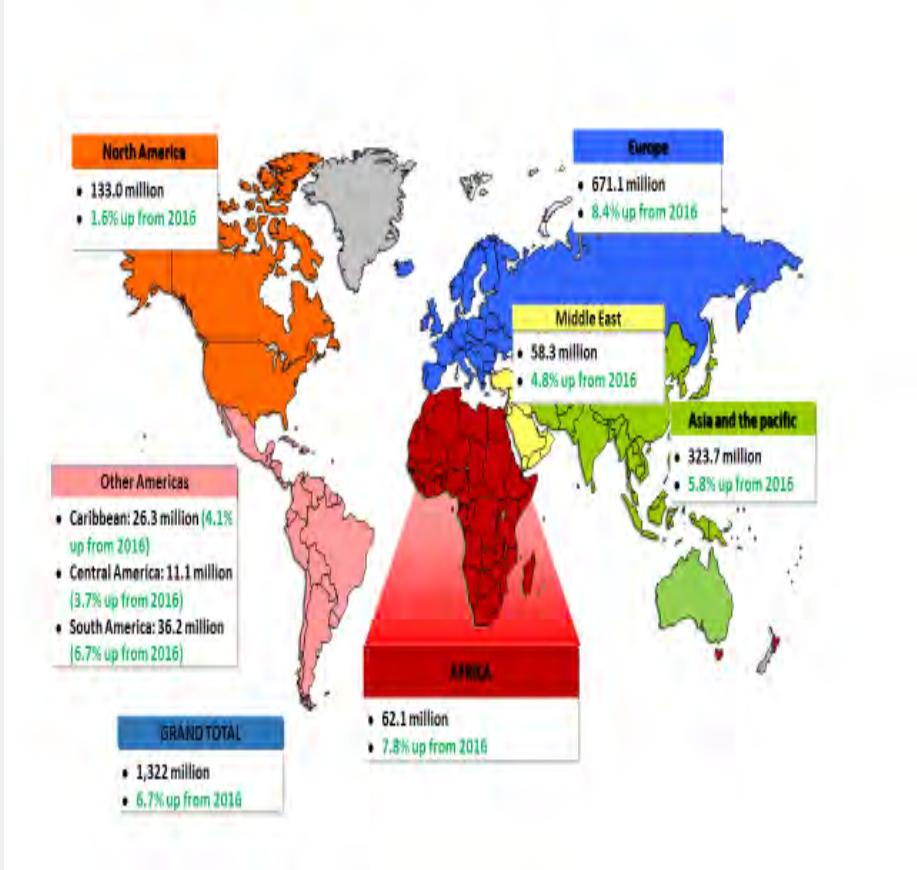 North America
• 133.0 million
• 1.6% up from 2016
Europe
• 671.1 million
• 8.4% up from 2016
Middle East
• 58.3 million
• 4.8% up from 2016
Asia and the pacific
• 323.7 million
• 5.8% up from 2016
Other Americas
• Caribbean: 26.3 million (4.1%
up from 2016)
• Central America: 11.1 million
(3.7% up from 2016)
• South America: 36.2 million
(6.7% up from 2016)
AFRIKA
• 62.1 million
• 7.8% up from 2016
GRAND TOTAL
• 1,322 million
• 6.7% up from 2016